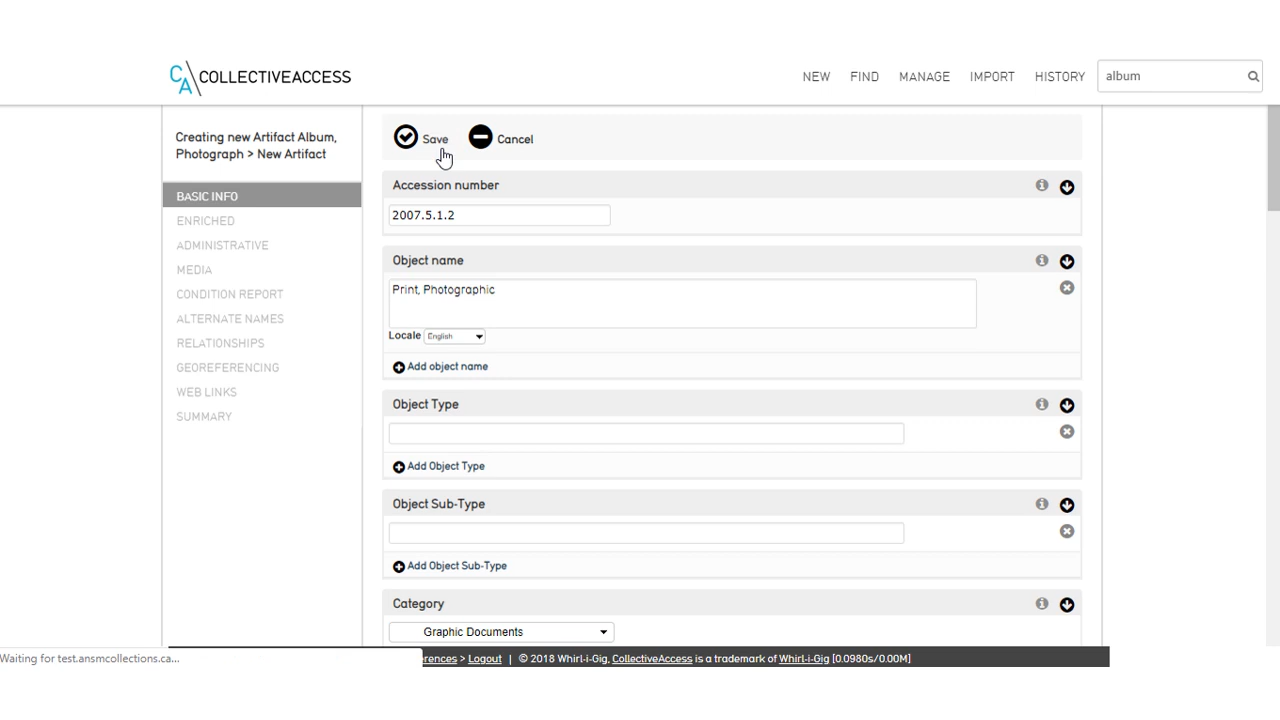 CA COLLECTIVEACCESS
NEW FIND MANAGE IMPORT HISTORY album
Creating new Artifact Album,
Photograph > New Artifact
BASIC INFO
ENRICHED
ADMINISTRATIVE
MEDIA
CONDITION REPORT
ALTERNATE NAMES
RELATIONSHIPS
GEOREFERENCING
WEB LINKS
SUMMARY
Save Cancel
Accession number
2007.5.1.2
Object name
Print, Photographic
Locale English
Add object name
Object Type
Add Object Type
Object Sub-Type
Add Object Sub-Type
Category
Graphic Documents
Waiting for test.ansmcollections.ca...
erences > Logout | © 2018 Whirl-i-Gig, CollectiveAccess is a trademark of Whirl-i-Gig [0.0980s/0.00M]